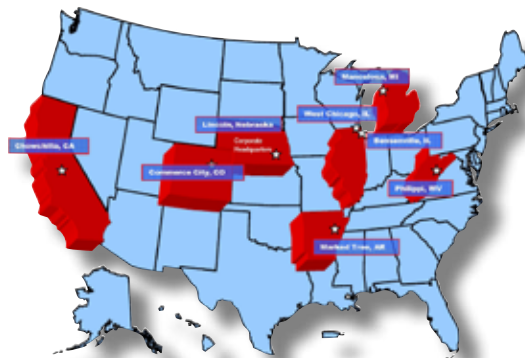 Mancelona, MI
West Chicago, IL
Lincoln, Nebraska
Corporate
Headquarters
Bensenville, IL
Chowchilla, CA
Commerce City, CO
Philippi, WV
Marked Tree, AR